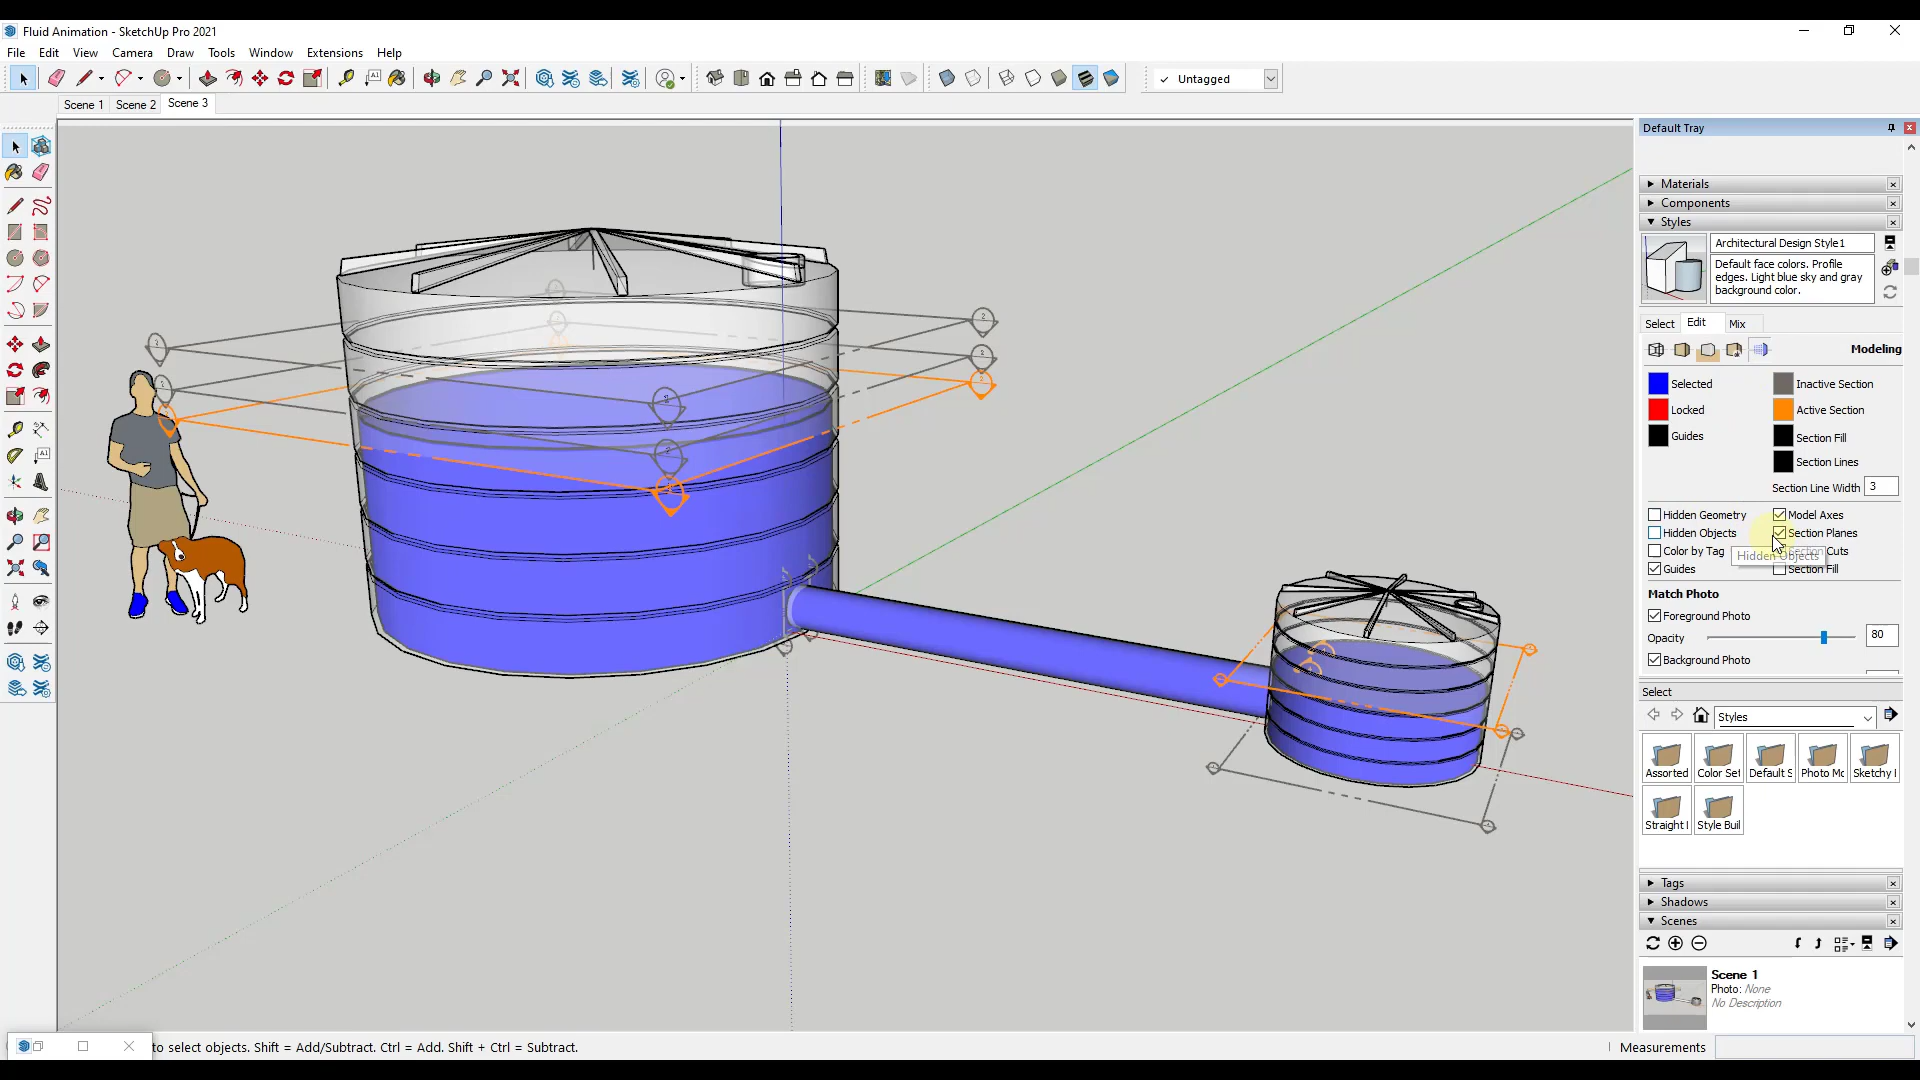 Fluid Animation - SketchUp Pro 2021
File Edit View Camera Draw Tools Window Extensions Help
Untagged
Scene 1 Scene 2 Scene 3
Default Tray
Materials
Components
Styles
Architectural Design Style1
Default face colors. Profile
edges. Light blue sky and gray
background color.
Select Edit Mix
Modeling
Selected Inactive Section
Locked Active Section
Guides Section Fill
Section Lines
Section Line Width 3
Hidden Geometry Model Axes
Hidden Objects Section Planes
Color by Tag Hidden Objects Cuts
Guides Section Fill
Match Photo
Foreground Photo
Opacity 80
Background Photo
Select
Styles
Assorted Color Set Default S Photo Mc Sketchy I
Straight I Style Buil
Tags
Shadows
Scenes
Scene 1
Photo: None
No Description
to select objects. Shift = Add/Subtract. Ctrl = Add. Shift + Ctrl = Subtract.
Measurements